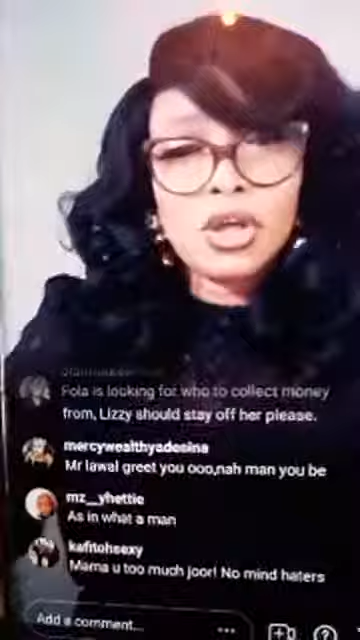 Fola is looking for who to collect money
from, Lizzy should stay off her please.
mercywealthyadesina
Mr lawal greet you ooo,nah man you be
mz__yhettie
As in what a man
kafitohsexy
Mama u too much joor! No mind haters
Add a comment...